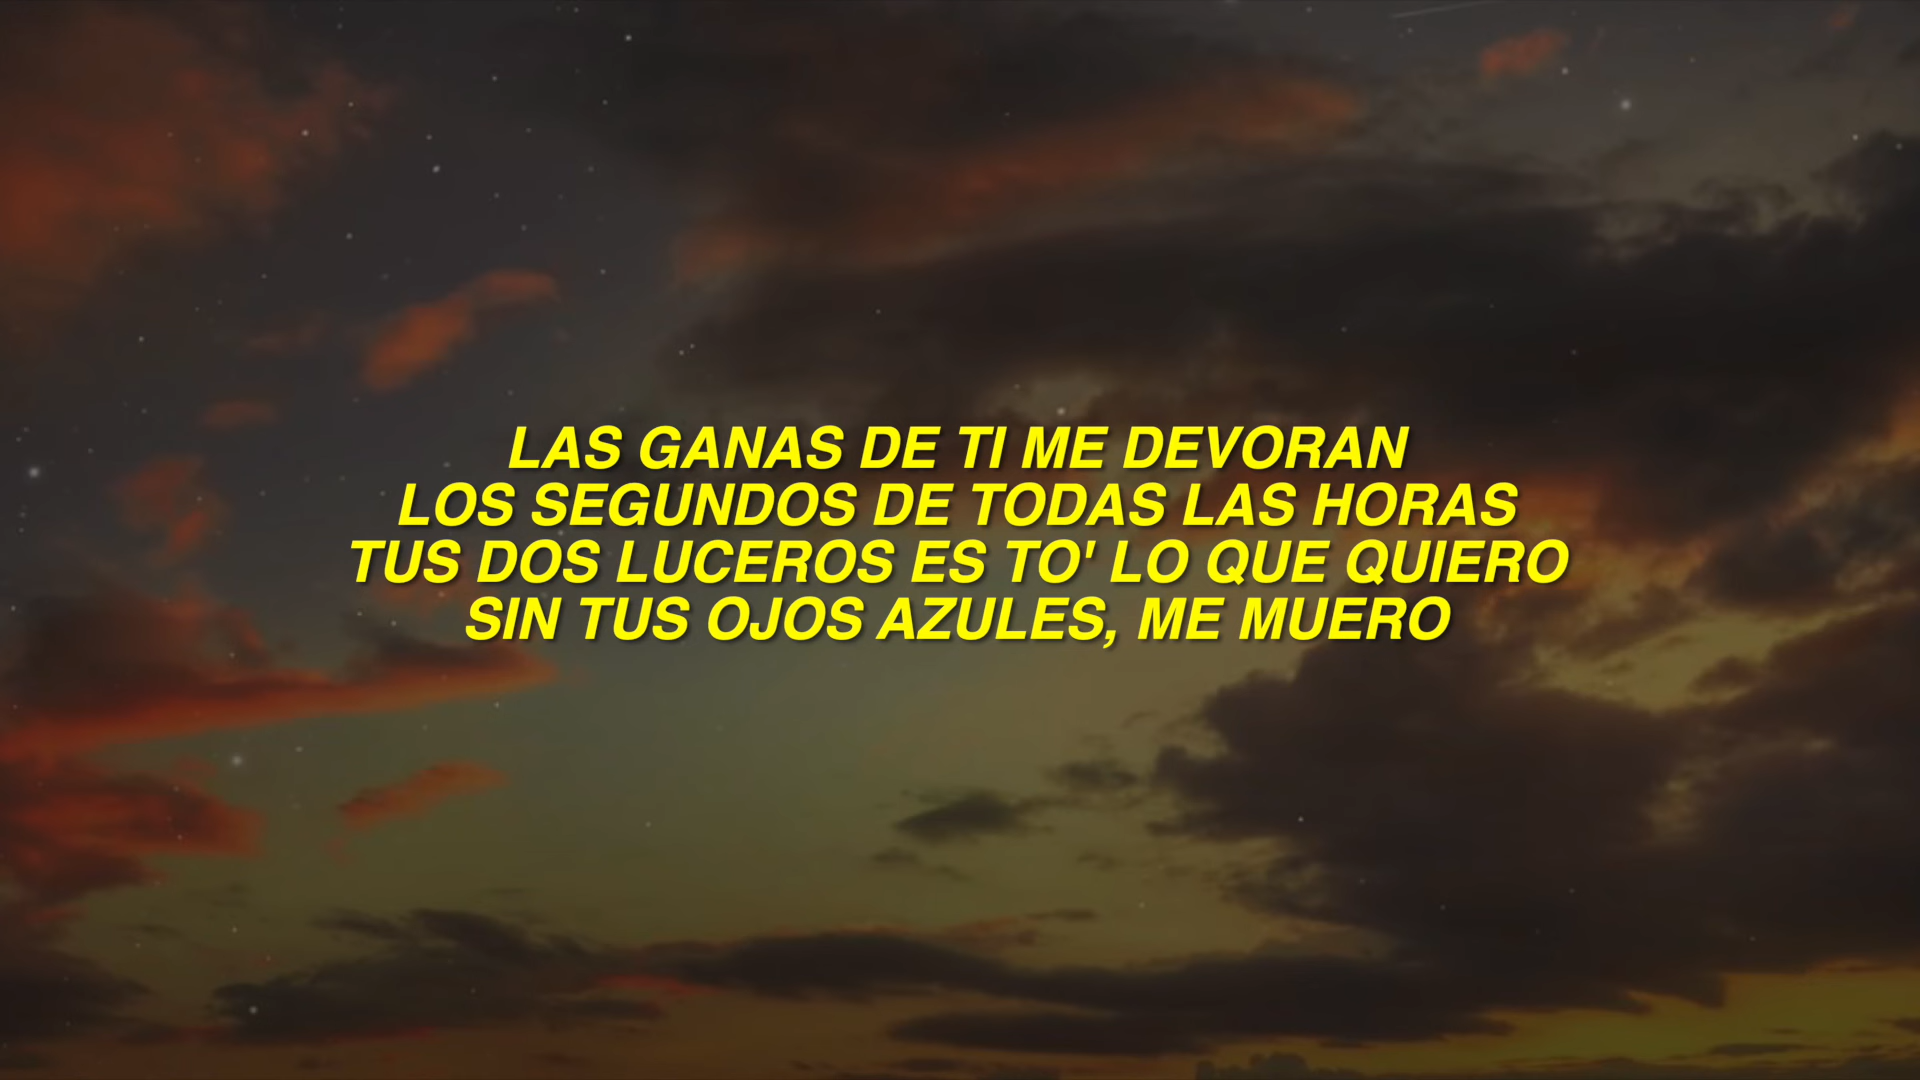 LAS GANAS DE TI ME DEVORAN
LOS SEGUNDOS DE TODAS LAS HORAS
TUS DOS LUCEROS ES TO' LO QUE QUIERO
SIN TUS OJOS AZULES, ME MUERO